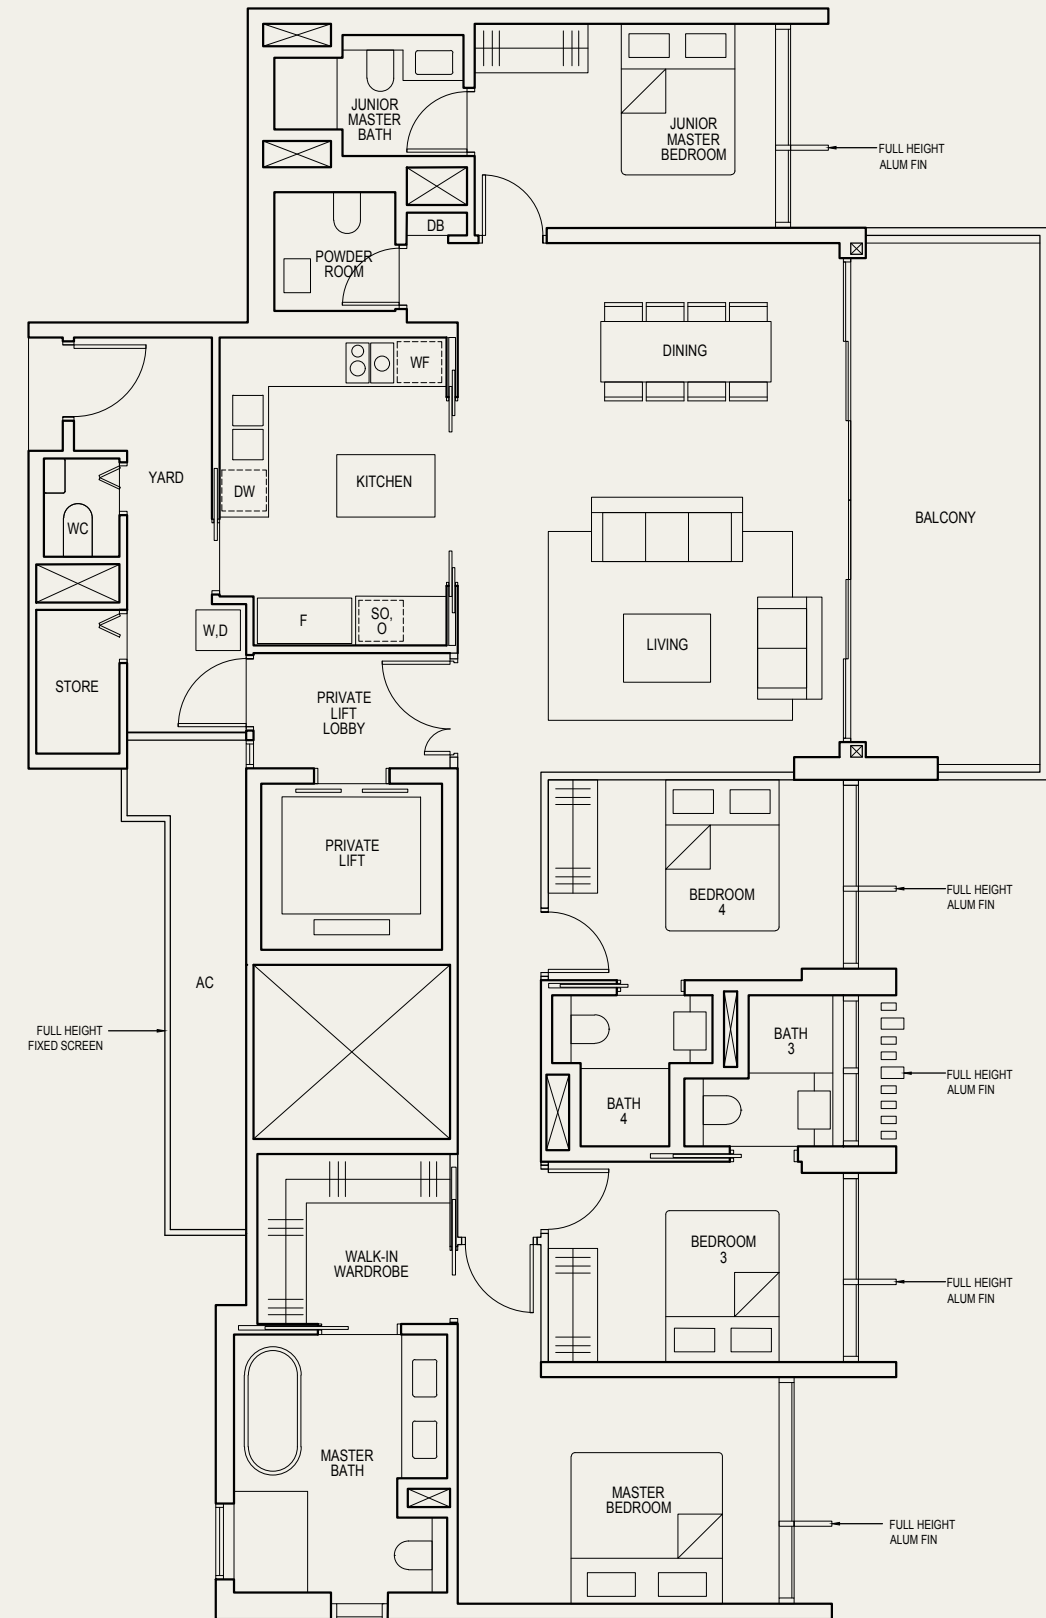 JUNIOR
MASTER
BATH
JUNIOR
MASTER
BEDROOM
FULL HEIGHT
ALUM FIN
DB
POWDER
ROOM
DINING
WF
KITCHEN
YARD
DW
WC
BALCONY
F
SO,
O
W,D
LIVING
STORE
PRIVATE
LIFT
LOBBY
PRIVATE
LIFT
BEDROOM
4
FULL HEIGHT
ALUM FIN
AC
FULL HEIGHT
FIXED SCREEN
BATH
3
FULL HEIGHT
ALUM FIN
BATH
4
WALK-IN
WARDROBE
BEDROOM
3
FULL HEIGHT
ALUM FIN
MASTER
BATH
MASTER
BEDROOM
FULL HEIGHT
ALUM FIN